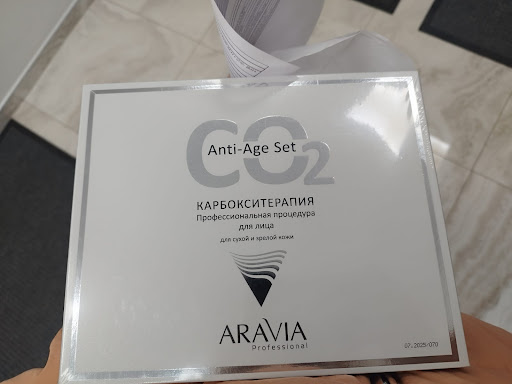 CO2
Anti-Age Set
КАРБОКСИТЕРАПИЯ
Профессиональная процедура
для лица
для сухой и зрелой кожи
ARAVIA
Professional